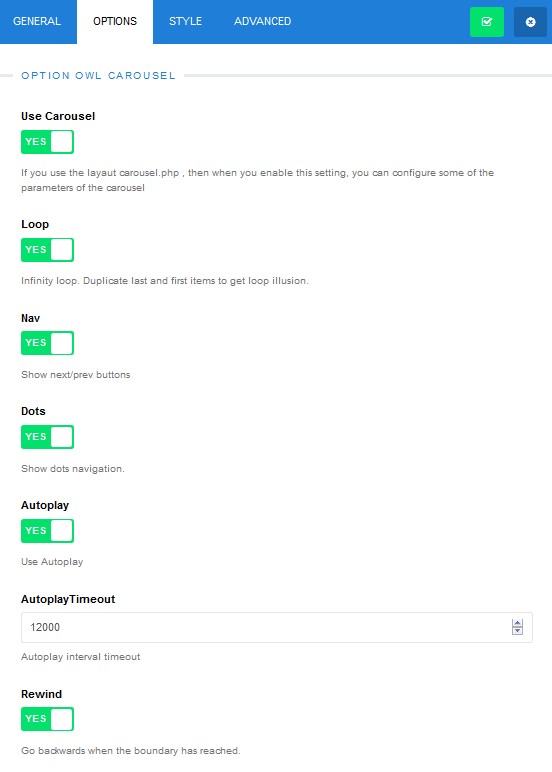 GENERAL OPTIONS STYLE ADVANCED
OPTION OWL CAROUSEL
Use Carousel
YES
If you use the layaut carousel.php , then when you enable this setting, you can configure some of the
parameters of the carousel
Loop
YES
Infinity loop. Duplicate last and first items to get loop illusion.
Nav
YES
Show next/prev buttons
Dots
YES
Show dots navigation.
Autoplay
YES
Use Autoplay
AutoplayTimeout
12000
Autoplay interval timeout
Rewind
YES
Go backwards when the boundary has reached.